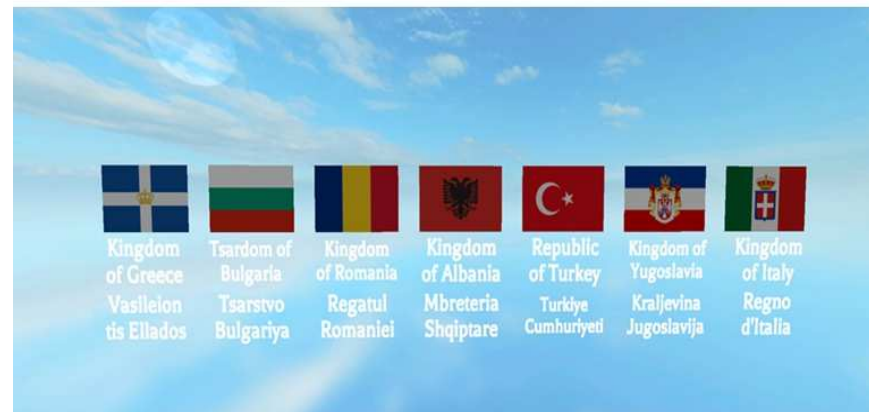 Kingdom
of Greece
Vasileion
tis Ellados
Tsardom of
Bulgaria
Tsarstvo
Bulgariya
Kingdom
of Romania
Regatul
Romaniei
Kingdom
of Albania
Mbreteria
Shqiptare
Republic
of Turkey
Turkiye
Cumhuriyeti
Kingdom of
Yugoslavia
Kraljevina
Jugoslavija
Kingdom
of Italy
Regno
d'Italia